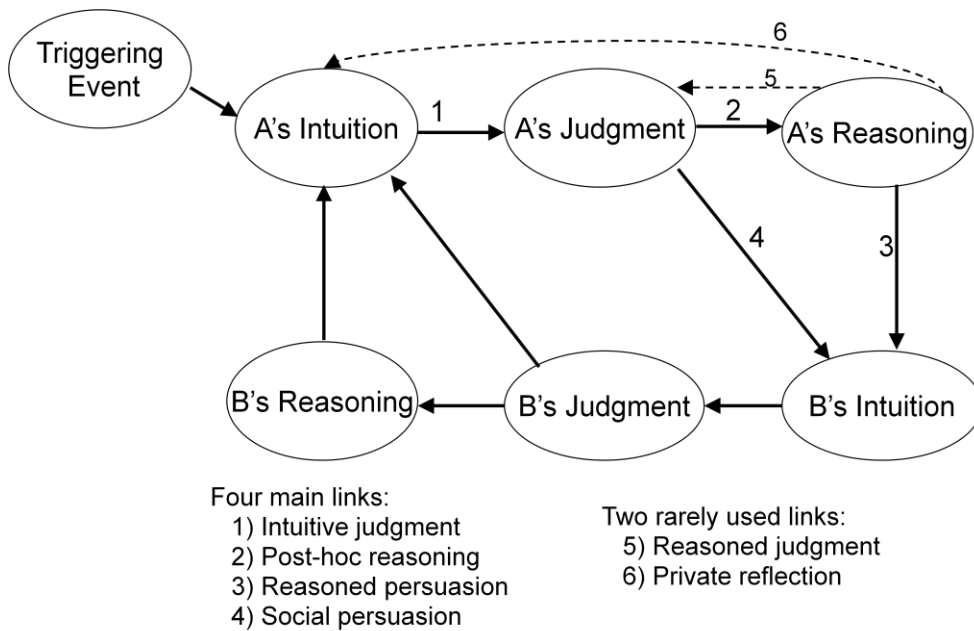 Triggering
Event
6
5
A's Intuition
1
A's Judgment
2
A's Reasoning
4
3
B's Reasoning
B's Judgment
B's Intuition
Four main links:
1) Intuitive judgment
2) Post-hoc reasoning
3) Reasoned persuasion
4) Social persuasion
Two rarely used links:
5) Reasoned judgment
6) Private reflection